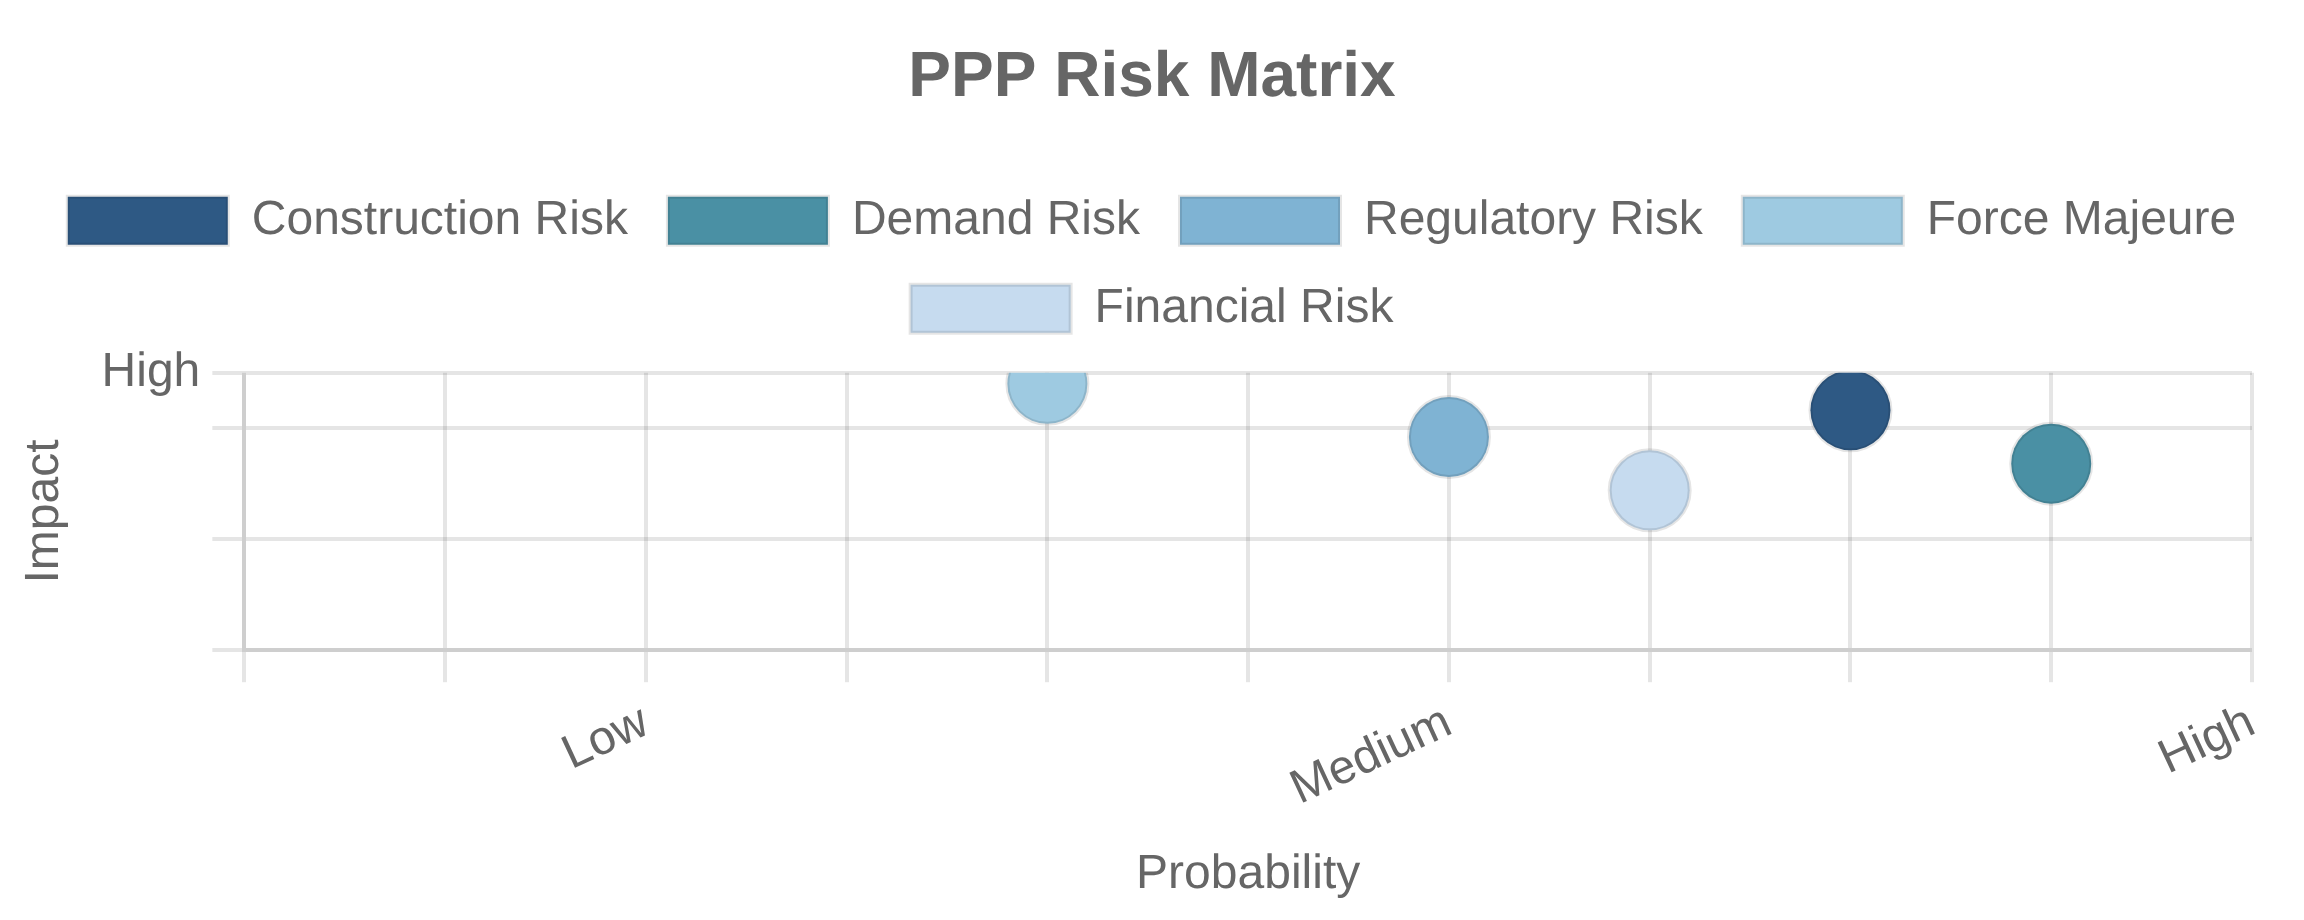 PPP Risk Matrix
Construction Risk Demand Risk Regulatory Risk Force Majeure
Financial Risk
High
Impact
Low Medium High
Probability